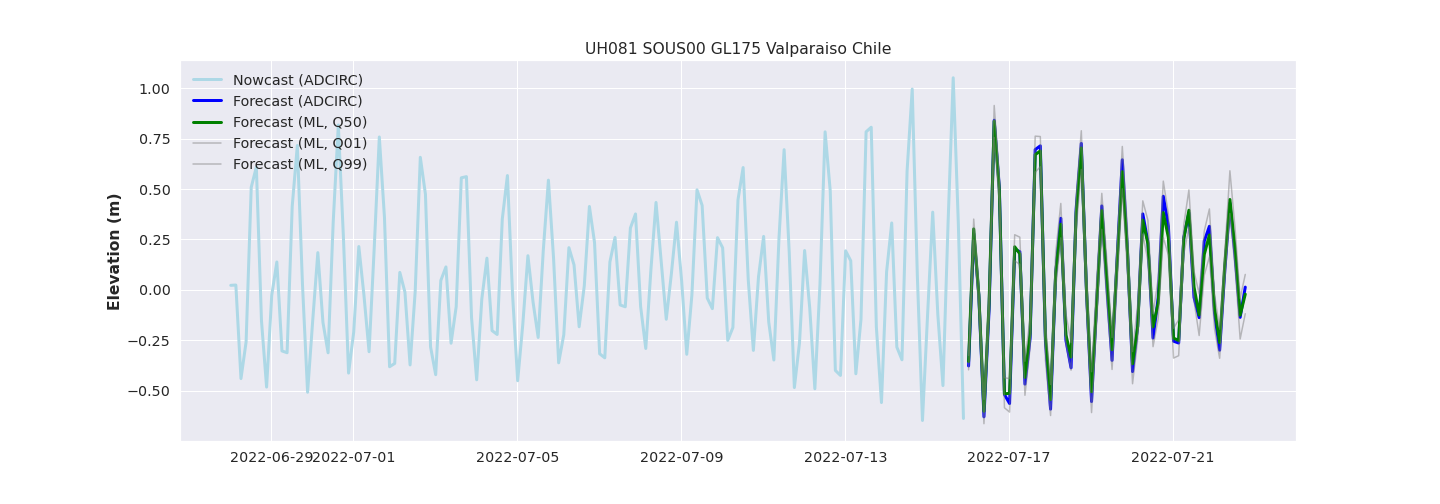 UH081 SOUS00 GL175 Valparaiso Chile
Nowcast (ADCIRC)
Forecast (ADCIRC)
Forecast (ML, Q50)
Forecast (ML, Q01)
Forecast (ML, Q99)
Elevation (m)
1.00
0.75
0.50
0.25
0.00
−0.25
−0.50
2022-06-29 2022-07-01 2022-07-05 2022-07-09 2022-07-13 2022-07-17 2022-07-21